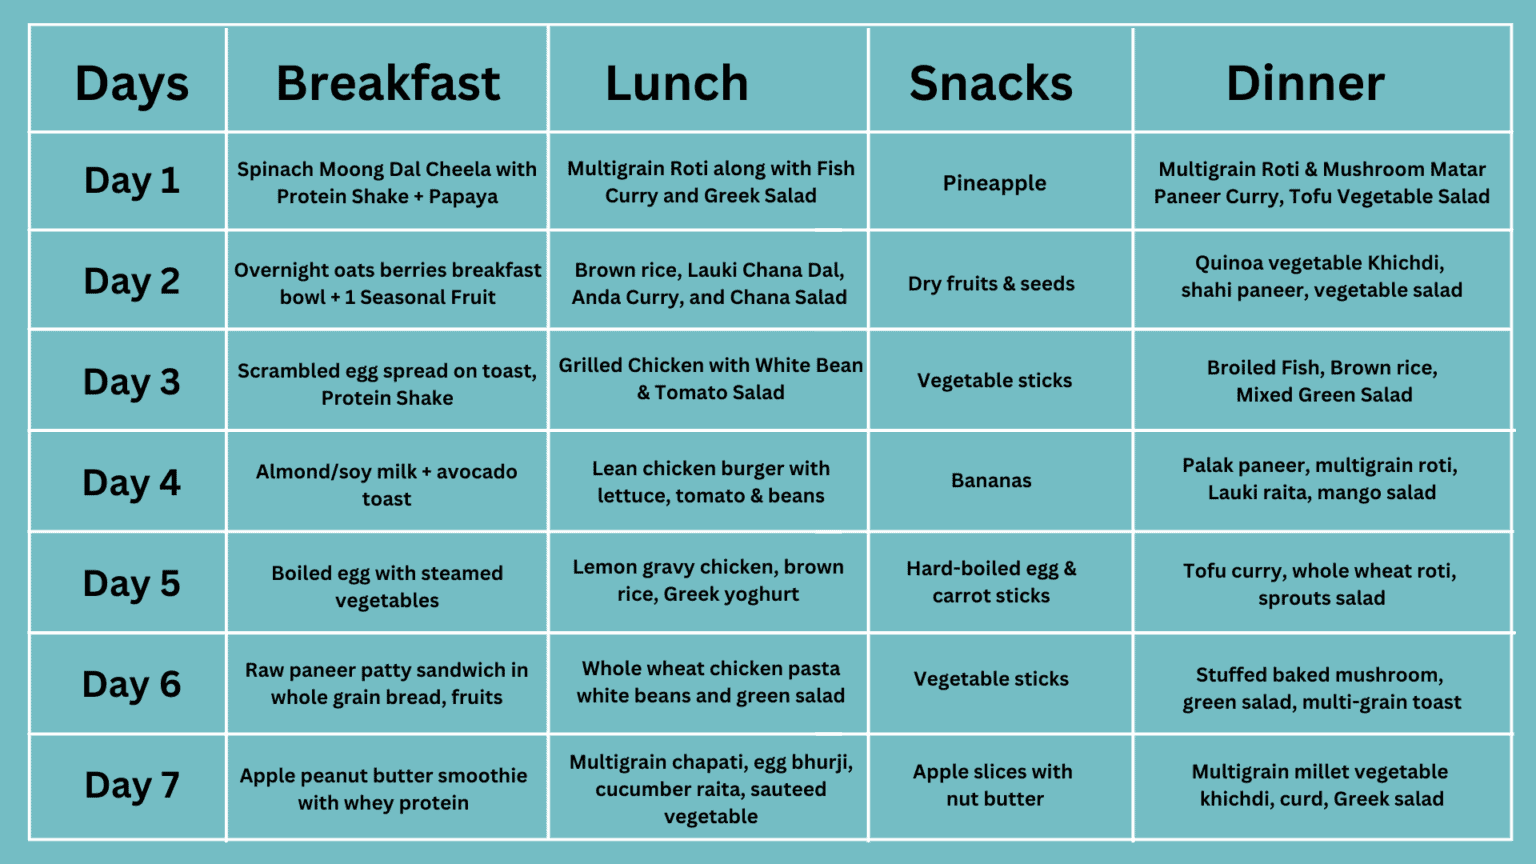 Days
Breakfast
Lunch
Snacks
Dinner
Day 1
Spinach Moong Dal Cheela with
Protein Shake + Papaya
Multigrain Roti along with Fish
Curry and Greek Salad
Pineapple
Multigrain Roti & Mushroom Matar
Paneer Curry, Tofu Vegetable Salad
Day 2
Overnight oats berries breakfast
bowl + 1 Seasonal Fruit
Brown rice, Lauki Chana Dal,
Anda Curry, and Chana Salad
Dry fruits & seeds
Quinoa vegetable Khichdi,
shahi paneer, vegetable salad
Day 3
Scrambled egg spread on toast,
Protein Shake
Grilled Chicken with White Bean
& Tomato Salad
Vegetable sticks
Broiled Fish, Brown rice,
Mixed Green Salad
Day 4
Almond/soy milk + avocado
toast
Lean chicken burger with
lettuce, tomato & beans
Bananas
Palak paneer, multigrain roti,
Lauki raita, mango salad
Day 5
Boiled egg with steamed
vegetables
Lemon gravy chicken, brown
rice, Greek yoghurt
Hard-boiled egg &
carrot sticks
Tofu curry, whole wheat roti,
sprouts salad
Day 6
Raw paneer patty sandwich in
whole grain bread, fruits
Whole wheat chicken pasta
white beans and green salad
Vegetable sticks
Stuffed baked mushroom,
green salad, multi-grain toast
Day 7
Apple peanut butter smoothie
with whey protein
Multigrain chapati, egg bhurji,
cucumber raita, sauteed
vegetable
Apple slices with
nut butter
Multigrain millet vegetable
khichdi, curd, Greek salad